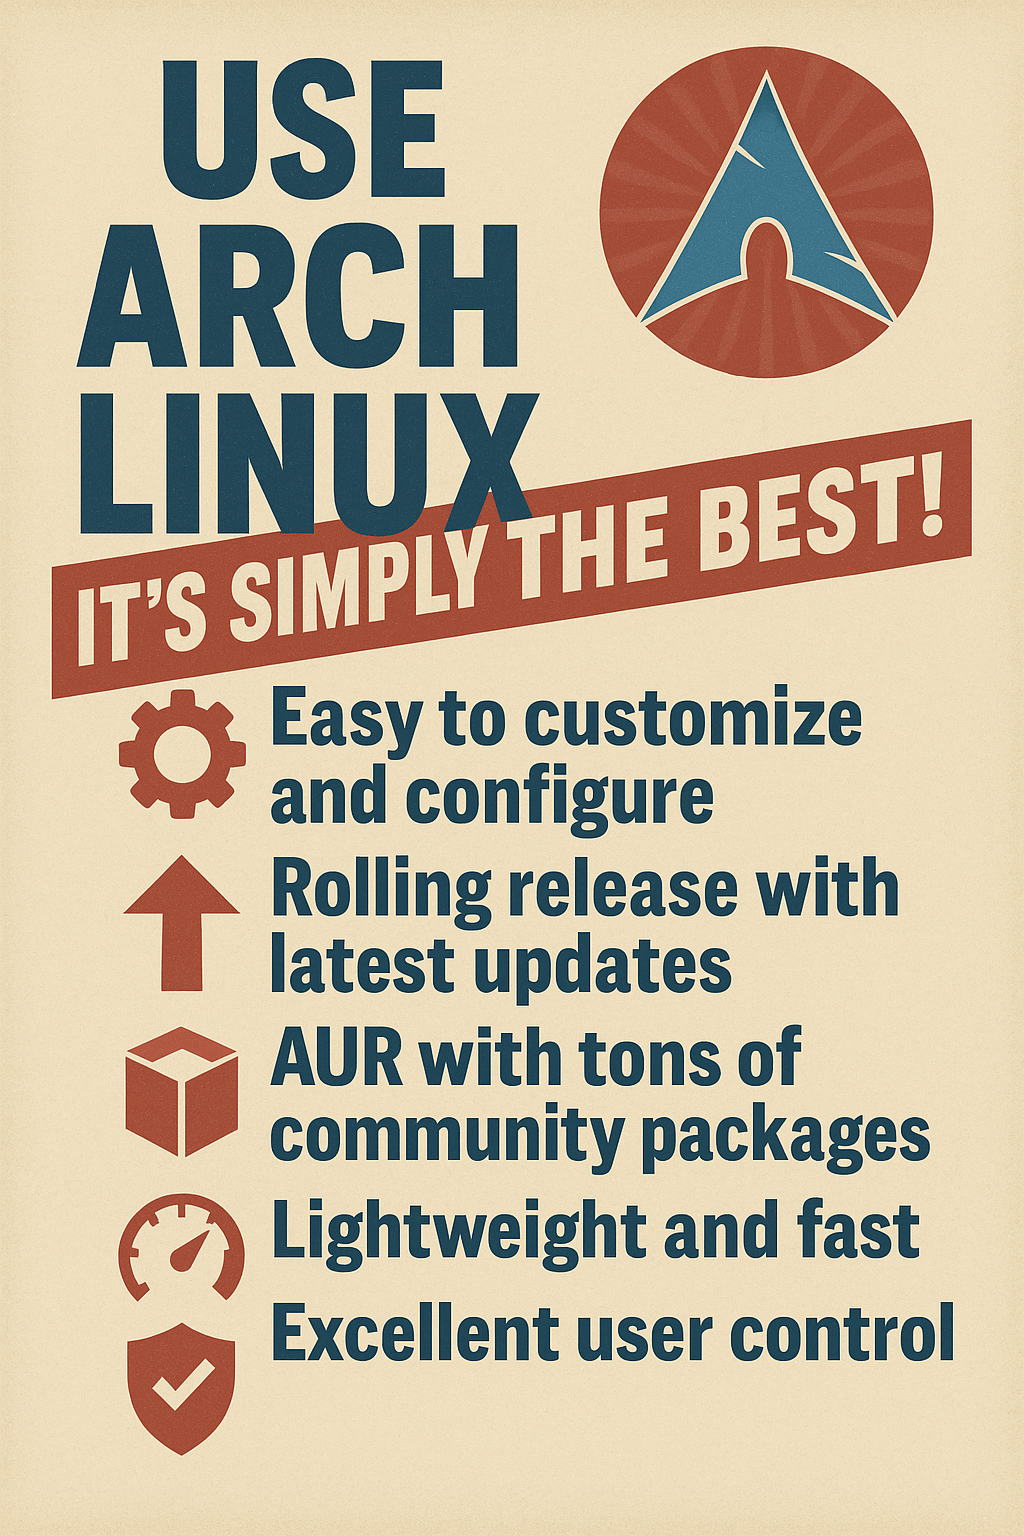 USE
ARCH
LINUX
IT'S SIMPLY THE BEST!
Easy to customize
and configure
Rolling release with
latest updates
AUR with tons of
community packages
Lightweight and fast
Excellent user control